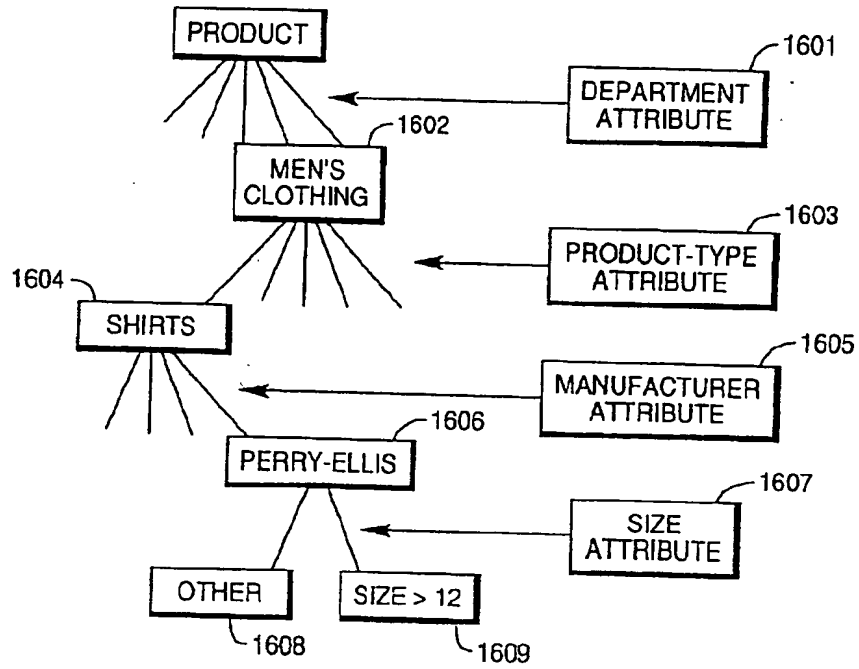 PRODUCT
1601
DEPARTMENT
ATTRIBUTE
1602
MEN'S
CLOTHING
1603
PRODUCT-TYPE
ATTRIBUTE
1604
SHIRTS
1605
MANUFACTURER
ATTRIBUTE
1606
PERRY-ELLIS
1607
SIZE
ATTRIBUTE
OTHER
SIZE > 12
1608
1609